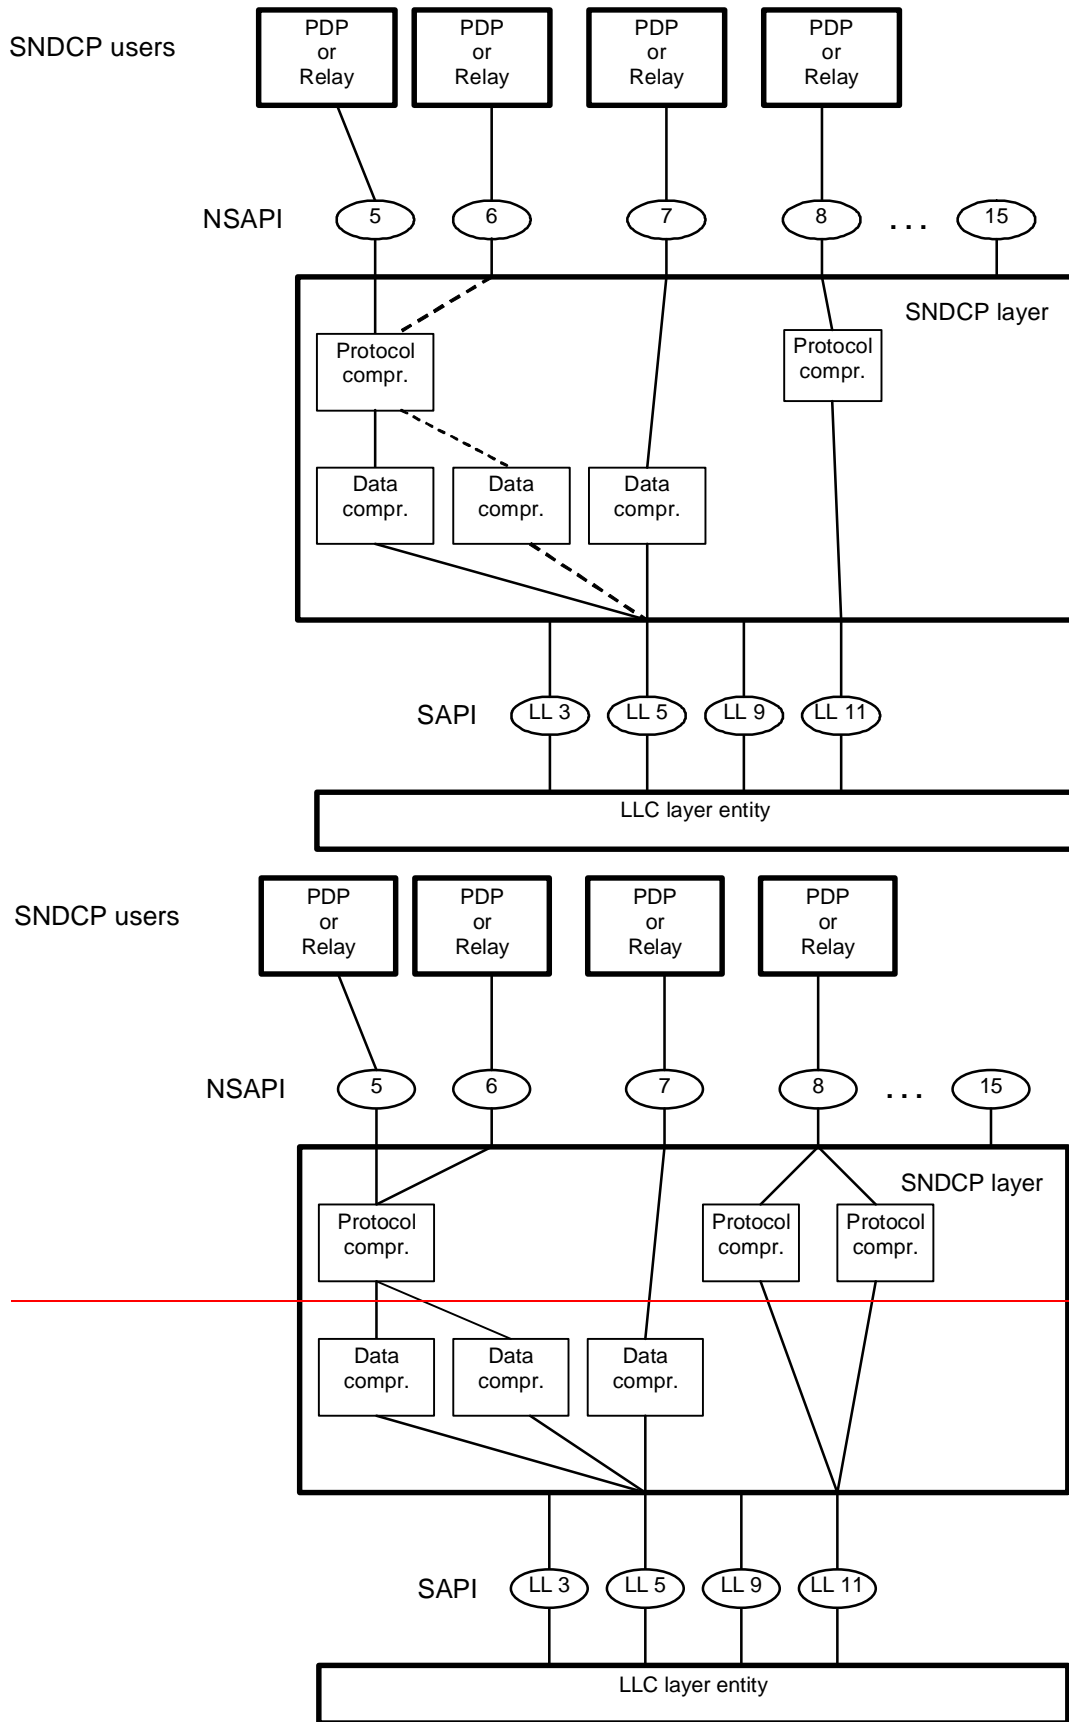 PDP PDP PDP PDP
SNDCP users or or or or
Relay Relay Relay Relay
NSAPI 5 6 7 8 . . . 15
SNDCP layer
Protocol Protocol
compr. compr.
Data Data Data
compr. compr. compr.
SAPI LL 3 LL 5 LL 9 LL 11
LLC layer entity
PDP PDP PDP PDP
SNDCP users or or or or
Relay Relay Relay Relay
NSAPI 5 6 7 8 . . . 15
SNDCP layer
Protocol Protocol Protocol
compr. compr. compr.
Data Data Data
compr. compr. compr.
SAPI LL 3 LL 5 LL 9 LL 11
LLC layer entity